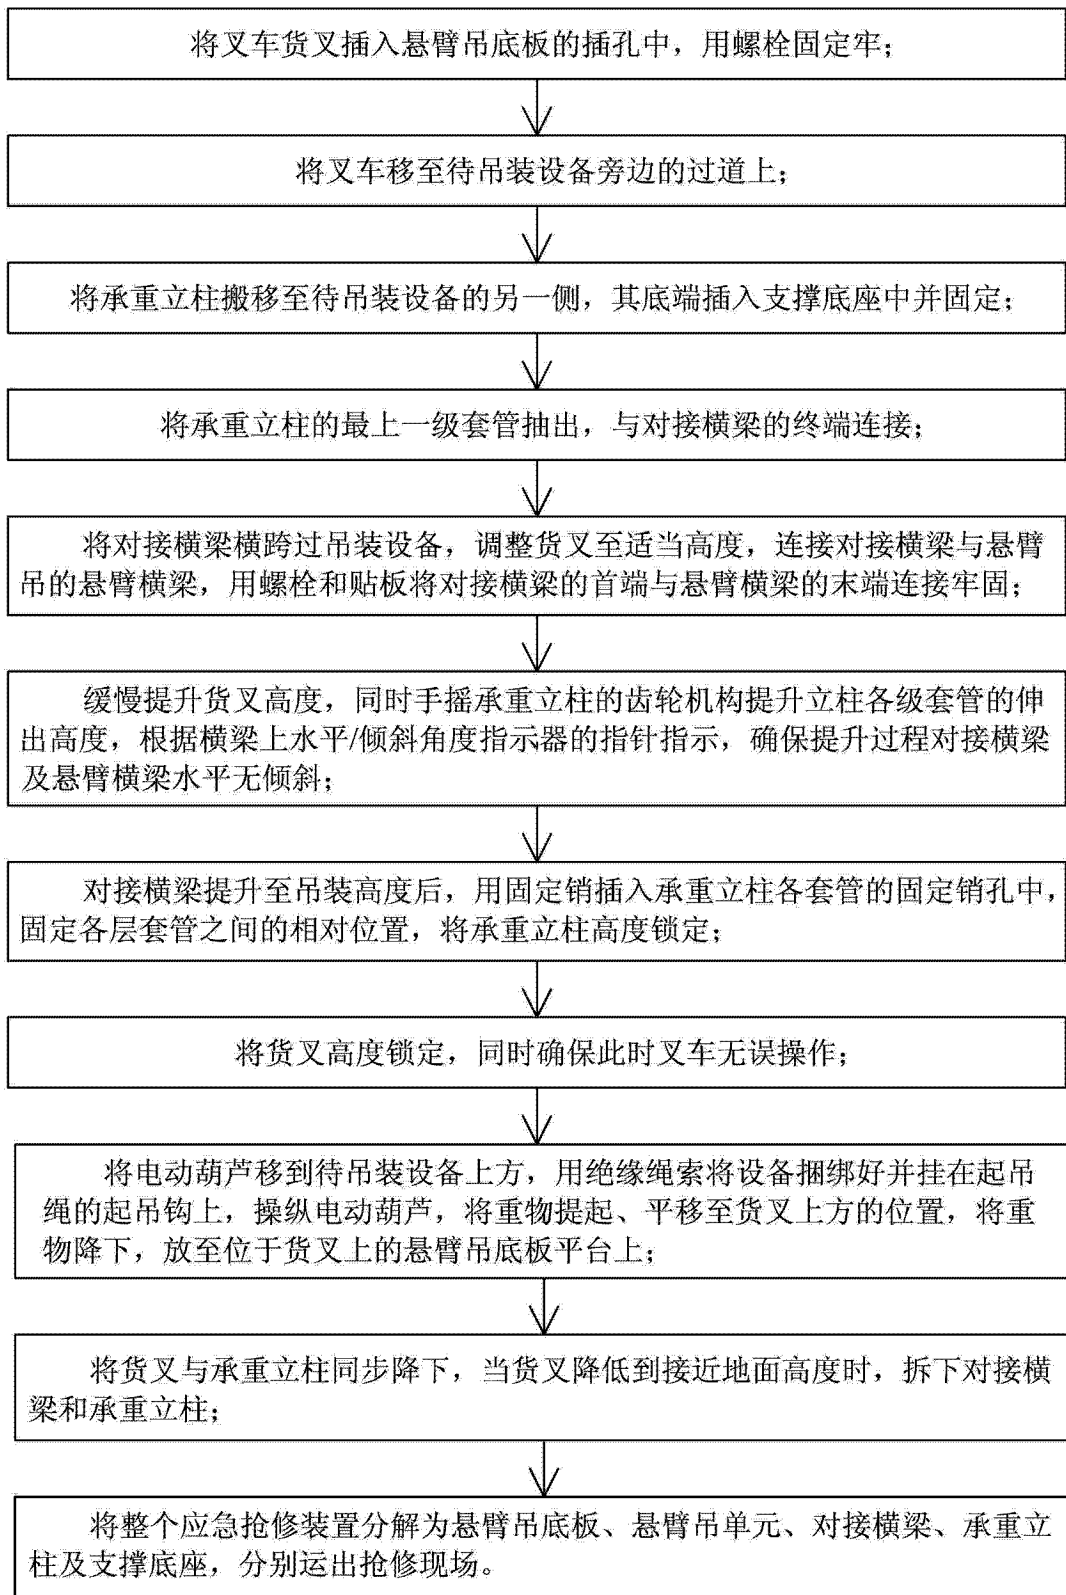 将叉车货叉插入悬臂吊底板的插孔中，用螺栓固定牢；
将叉车移至待吊装设备旁边的过道上；
将承重立柱搬移至待吊装设备的另一侧，其底端插入支撑底座中并固定；
将承重立柱的最上一级套管抽出，与对接横梁的终端连接；
将对接横梁横跨过吊装设备，调整货叉至适当高度，连接对接横梁与悬臂
吊的悬臂横梁，用螺栓和贴板将对接横梁的首端与悬臂横梁的末端连接牢固；
缓慢提升货叉高度，同时手摇承重立柱的齿轮机构提升立柱各级套管的伸
出高度，根据横梁上水平/倾斜角度指示器的指针指示，确保提升过程对接横梁
及悬臂横梁水平无倾斜；
对接横梁提升至吊装高度后，用固定销插入承重立柱各套管的固定销孔中，
固定各层套管之间的相对位置，将承重立柱高度锁定；
将货叉高度锁定，同时确保此时叉车无误操作；
将电动葫芦移到待吊装设备上方，用绝缘绳索将设备捆绑好并挂在起吊
绳的起吊钩上，操纵电动葫芦，将重物提起、平移至货叉上方的位置，将重
物降下，放至位于货叉上的悬臂吊底板平台上；
将货叉与承重立柱同步降下，当货叉降低到接近地面高度时，拆下对接横
梁和承重立柱；
将整个应急抢修装置分解为悬臂吊底板、悬臂吊单元、对接横梁、承重立
柱及支撑底座，分别运出抢修现场。